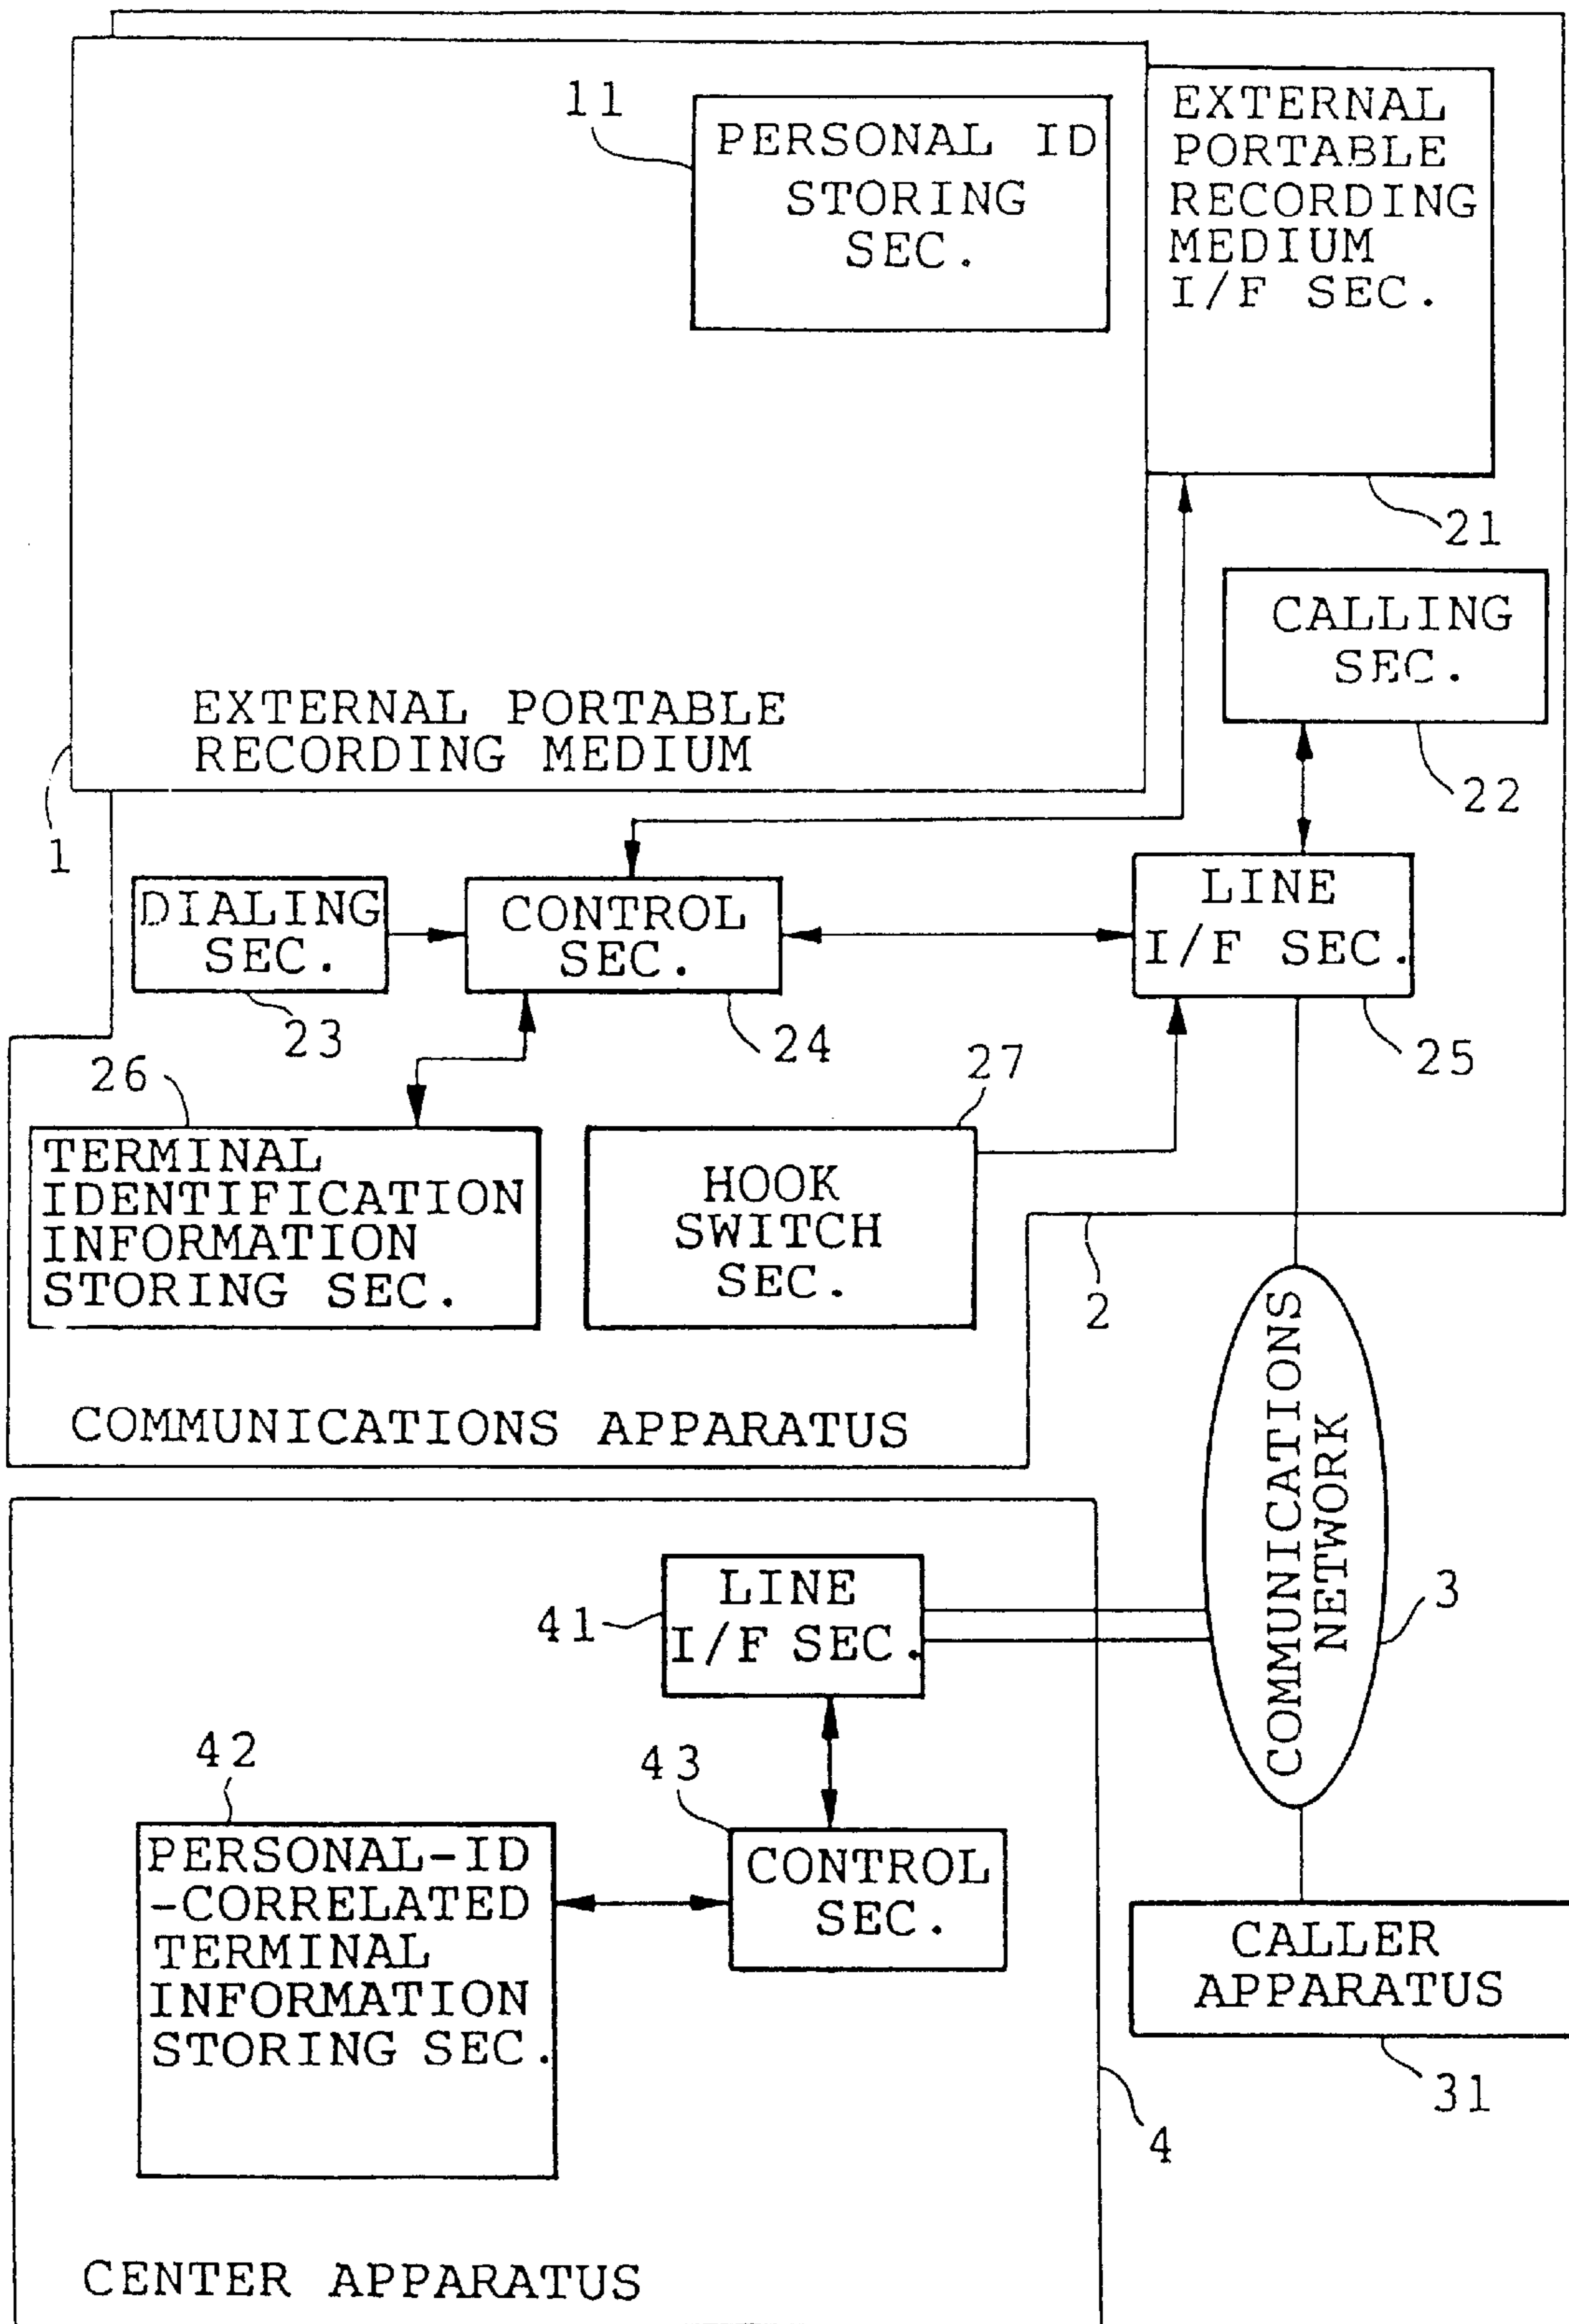 11
PERSONAL ID
STORING
SEC.
EXTERNAL
PORTABLE
RECORDING
MEDIUM
I/F SEC.
21
CALLING
SEC.
22
EXTERNAL PORTABLE
RECORDING MEDIUM
1
DIALING
SEC.
23
CONTROL
SEC.
24
LINE
I/F SEC.
25
26
TERMINAL
IDENTIFICATION
INFORMATION
STORING SEC.
27
HOOK
SWITCH
SEC.
2
COMMUNICATIONS APPARATUS
COMMUNICATIONS
NETWORK
3
41
LINE
I/F SEC.
42
PERSONAL-ID
-CORRELATED
TERMINAL
INFORMATION
STORING SEC.
43
CONTROL
SEC.
CALLER
APPARATUS
31
4
CENTER APPARATUS